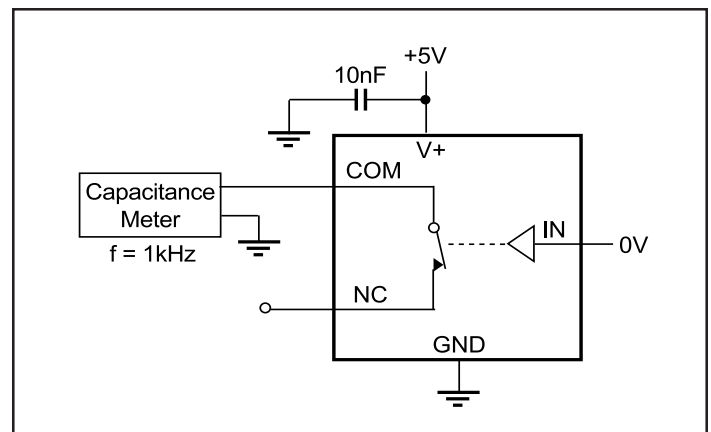 +5V
10nF
V+
COM
Capacitance
Meter
f = 1kHz
IN
0V
NC
GND